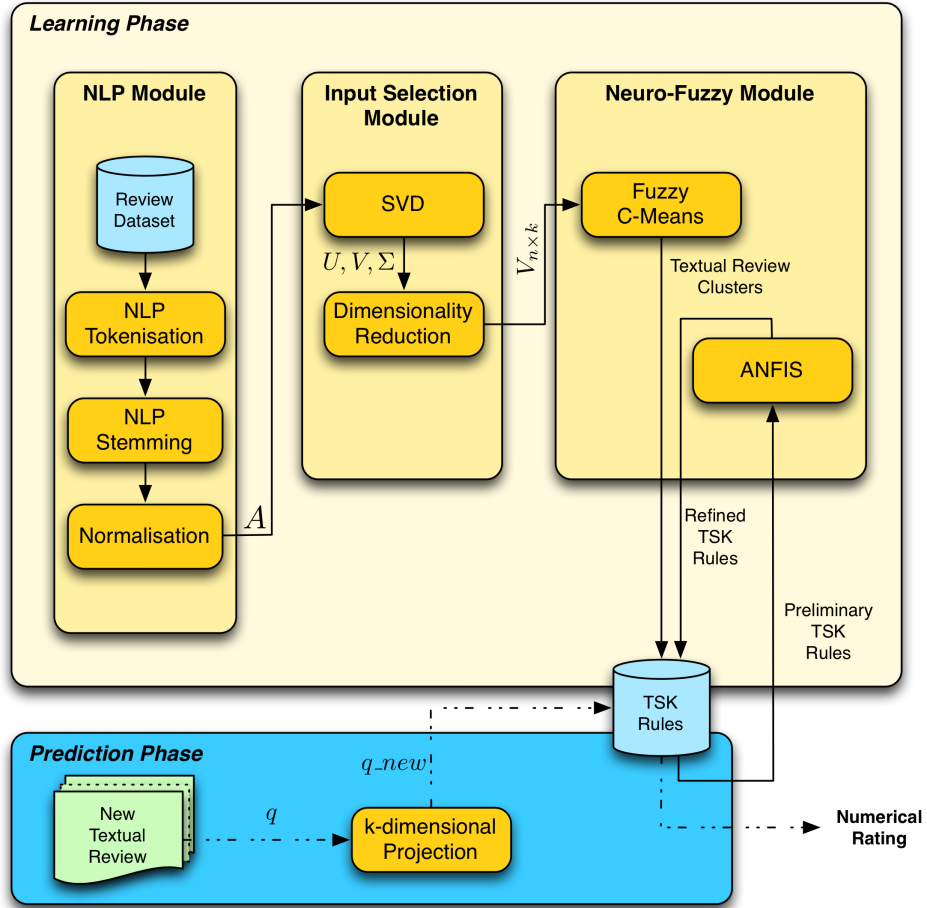 Learning Phase
NLP Module
Review
Dataset
NLP
Tokenisation
NLP
Stemming
Normalisation
A
Input Selection
Module
SVD
U, V, Σ
Dimensionality
Reduction
V_{n×k}
Neuro-Fuzzy Module
Fuzzy
C-Means
Textual Review
Clusters
ANFIS
Refined
TSK
Rules
Preliminary
TSK
Rules
TSK
Rules
Prediction Phase
New
Textual
Review
q
k-dimensional
Projection
q_new
Numerical
Rating